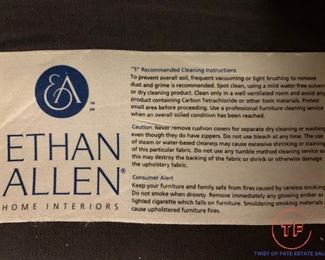 EA
TM
SM
ETHAN
ALLEN®
HOME INTERIORS
"S" Recommended Cleaning Instructions
To prevent overall soil, frequent vacuuming or light brushing to remove
dust and grime is recommended. Spot clean, using a mild water free solvent
or dry cleaning product. Clean only in a well ventilated room and avoid any
product containing Carbon Tetrachloride or other toxic materials. Pretest
small area before proceeding. Use a professional furniture cleaning service
when an overall soiled condition has been reached.
Caution: Never remove cushion covers for separate dry cleaning or washing
even though they do have zippers. Do not use bleach at any time. The use
of steam or water-based cleaners may cause excessive shrinking or staining
of this particular fabric. Do not use any tumble method cleaning service as
this may destroy the backing of the fabric or shrink or otherwise damage
the upholstery fabric.
Consumer Alert
Keep your furniture and family safe from fires caused by careless smoking.
Do not smoke when drowsy. Remove immediately any glowing ember or
lighted cigarette which falls on furniture. Smoldering smoking materials
cause upholstered furniture fires.
TF
TWIST OF FATE ESTATE SAL